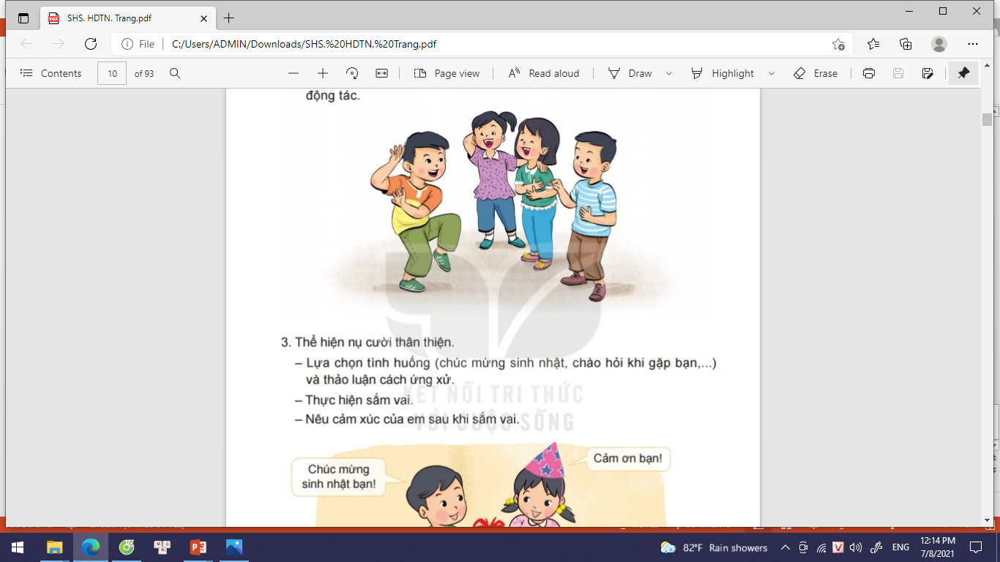 SHS. HDTN. Trang.pdf
File
C:/Users/ADMIN/Downloads/SHS.%20HDTN.%20Trang.pdf
Contents
10
of 93
Page view
Read aloud
Draw
Highlight
Erase
động tác.
3. Thể hiện nụ cười thân thiện.
– Lựa chọn tình huống (chúc mừng sinh nhật, chào hỏi khi gặp bạn,...)
và thảo luận cách ứng xử.
KẾT NỐI TRI THỨC
– Thực hiện sắm vai.
– Nêu cảm xúc của em sau khi sắm vai.
VỚI CUỘC SỐNG
Chúc mừng
sinh nhật bạn!
Cảm ơn bạn!
82°F Rain showers
ENG
12:14 PM
7/8/2021